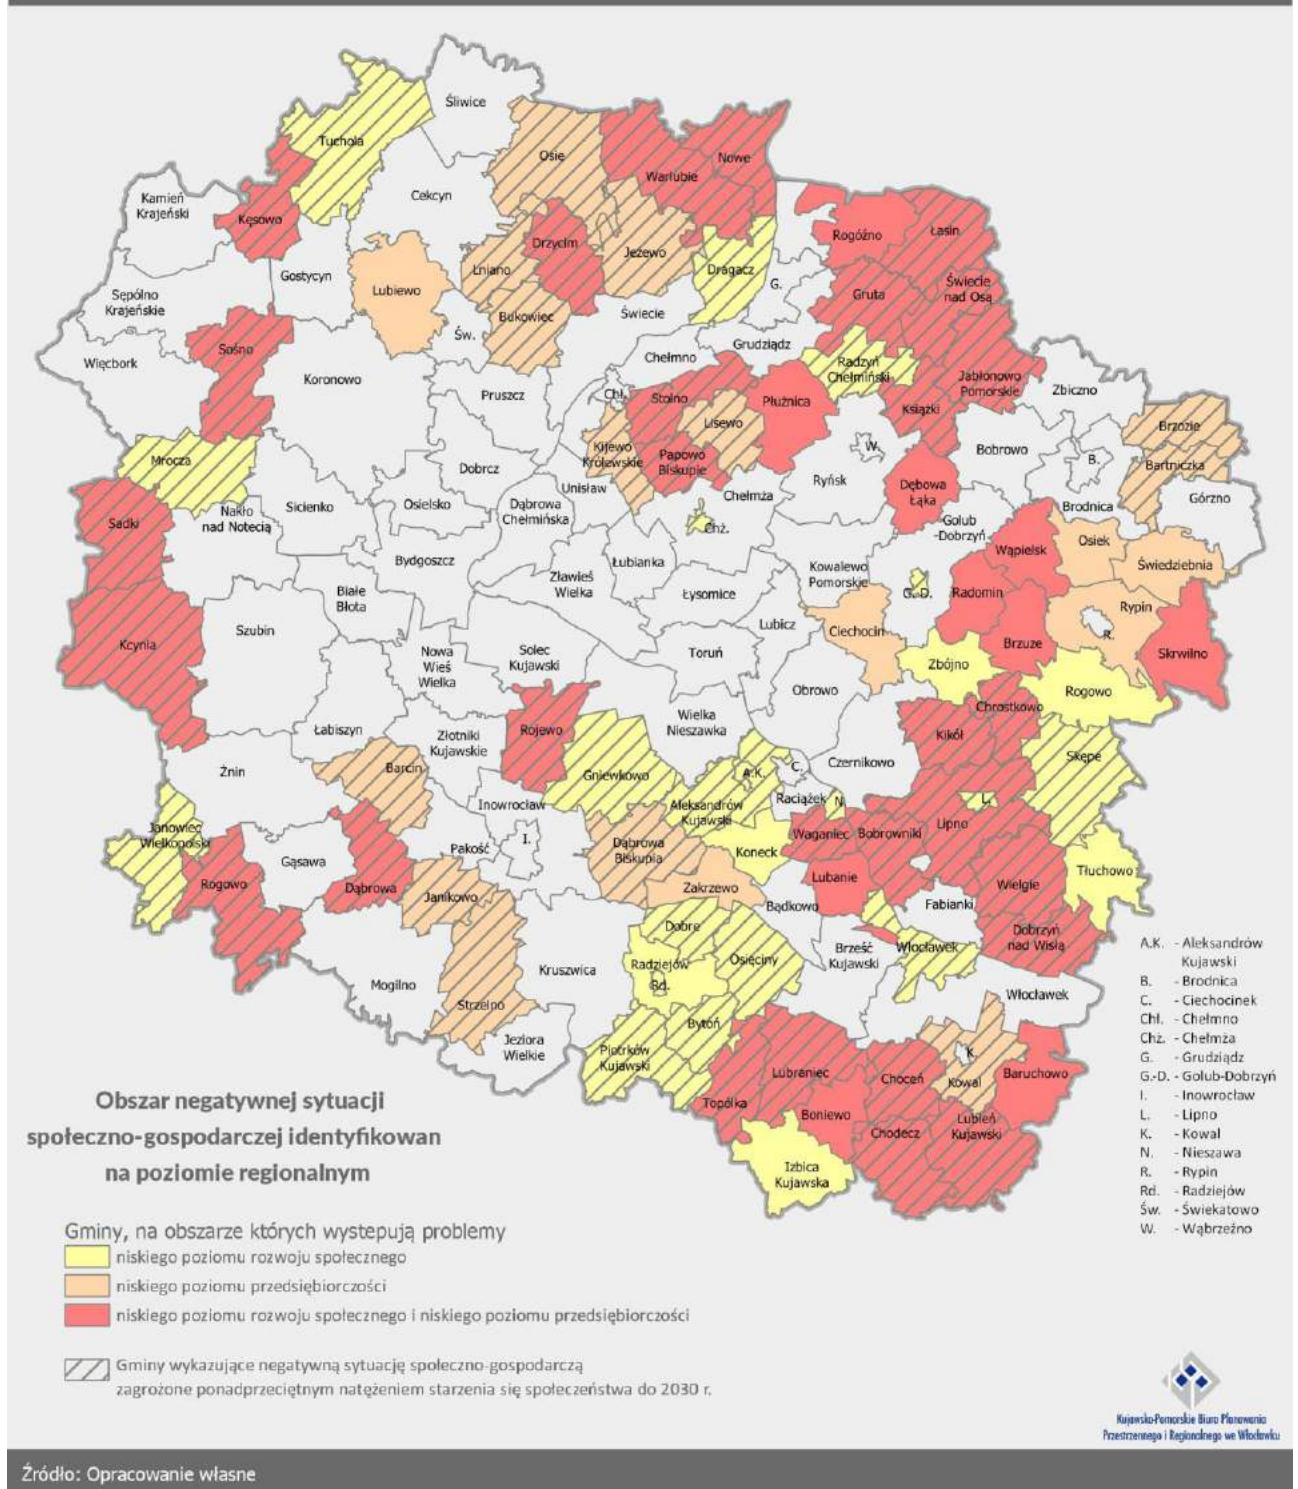 Śliwice
Tuchola
Osie
Nowe
Warlubie
Kamień
Krajeński
Cekcyn
Kęsowo
Rogóźno
Łasin
Drzycim
Jeżewo
Lniano
Dragacz
Gostycyn
Lubiewo
G.
Świecie
nad Osą
Gruta
Sępólno
Krajeńskie
Bukowiec
Świecie
Św.
Grudziądz
Sośno
Więcbork
Chełmno
Radzyń
Chełmiński
Koronowo
Jabłonowo
Pomorskie
Zbiczno
Pruszcz
Chł.
Stolno
Płużnica
Książki
Lisewo
Brzozie
Kijewo
Królewskie
W.
Bobrowo
Mrocza
Papowo
Biskupie
B.
Bartniczka
Dobrcz
Ryńsk
Dębowa
Łąka
Unisław
Chełmża
Górzno
Sadki
Nakło
nad Notecią
Sicienko
Osielsko
Dąbrowa
Chełmińska
Brodnica
Chż.
Golub
-Dobrzyń
Osiek
Wąpielsk
Bydgoszcz
Łubianka
Kowalewo
Pomorskie
Świedziebnia
Zławieś
Wielka
Białe
Błota
Łysomice
G.-D.
Radomin
Rypin
Szubin
Lubicz
Ciechocin
R.
Kcynia
Nowa
Wieś
Wielka
Solec
Kujawski
Toruń
Brzuze
Skrwilno
Zbójno
Obrowo
Rogowo
Łabiszyn
Złotniki
Kujawskie
Rojewo
Wielka
Nieszawka
Chrostkowo
Kikół
Żnin
Barcin
Gniewkowo
A.K.
C.
Czernikowo
Skępe
Inowrocław
Aleksandrów
Kujawski
Raciążek
N.
L.
Janowiec
Wielkopolski
Pakość
I.
Dąbrowa
Biskupia
Koneck
Waganiec
Bobrowniki
Lipno
Gąsawa
Rogowo
Dąbrowa
Janikowo
Zakrzewo
Lubanie
Wielgie
Tłuchowo
Bądkowo
Fabianki
Dobre
Dobrzyń
nad Wisłą
Radziejów
Osięciny
Brześć
Kujawski
Włocławek
Rd.
Kruszwica
Mogilno
Strzelno
Włocławek
Bytoń
Jeziora
Wielkie
Piotrków
Kujawski
K.
Lubraniec
Choceń
Kowal
Baruchowo
Topólka
Boniewo
Lubień
Kujawski
Chodecz
Izbica
Kujawska
A.K. - Aleksandrów
Kujawski
B. - Brodnica
C. - Ciechocinek
Chł. - Chełmno
Chż. - Chełmża
G. - Grudziądz
G.-D. - Golub-Dobrzyń
I. - Inowrocław
L. - Lipno
K. - Kowal
N. - Nieszawa
R. - Rypin
Rd. - Radziejów
Św. - Świekatowo
W. - Wąbrzeźno
Obszar negatywnej sytuacji
społeczno-gospodarczej identyfikowan
na poziomie regionalnym
Gminy, na obszarze których wystepują problemy
niskiego poziomu rozwoju społecznego
niskiego poziomu przedsiębiorczości
niskiego poziomu rozwoju społecznego i niskiego poziomu przedsiębiorczości
Gminy wykazujące negatywną sytuację społeczno-gospodarczą
zagrożone ponadprzeciętnym natężeniem starzenia się społeczeństwa do 2030 r.
Kujawsko-Pomorskie Biuro Planowania
Przestrzennego i Regionalnego we Włocławku
Źródło: Opracowanie własne